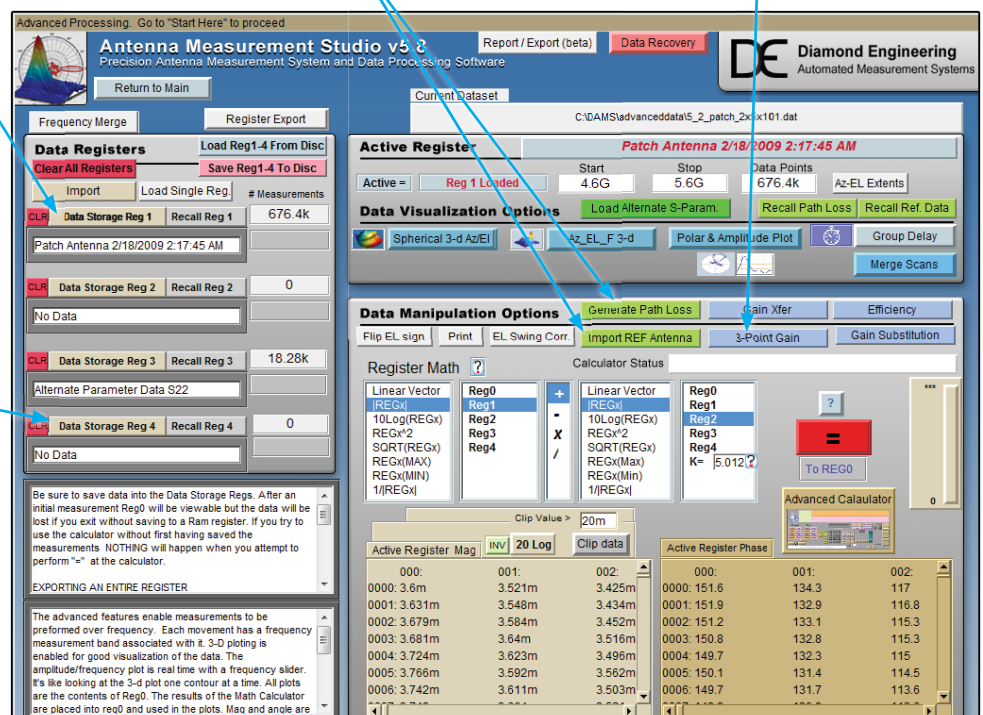 Advanced Processing. Go to "Start Here" to proceed
Antenna Measurement Studio v5.8
Precision Antenna Measurement System and Data Processing Software
Return to Main
Report / Export (beta)
Data Recovery
DE
Diamond Engineering
Automated Measurement Systems
Current Dataset
C:\DAMS\advanceddata\5_2_patch_2x5x101.dat
Frequency Merge
Register Export
Data Registers
Load Reg1-4 From Disc
Clear All Registers
Save Reg1-4 To Disc
Import
Load Single Reg.
# Measurements
CLR
Data Storage Reg 1
Recall Reg 1
676.4k
Patch Antenna 2/18/2009 2:17:45 AM
CLR
Data Storage Reg 2
Recall Reg 2
0
No Data
CLR
Data Storage Reg 3
Recall Reg 3
18.28k
Alternate Parameter Data S22
CLR
Data Storage Reg 4
Recall Reg 4
0
No Data
Be sure to save data into the Data Storage Regs. After an
initial measurement Reg0 will be viewable but the data will be
lost if you exit without saving to a Ram register. If you try to
use the calculator without first having saved the
measurements NOTHING will happen when you attempt to
perform "=" at the calculator.
EXPORTING AN ENTIRE REGISTER
The advanced features enable measurements to be
preformed over frequency. Each movement has a frequency
measurement band associated with it. 3-D ploting is
enabled for good visualization of the data. The
amplitude/frequency plot is real time with a frequency slider.
It's like looking at the 3-d plot one contour at a time. All plots
are the contents of Reg0. The results of the Math Calculator
are placed into reg0 and used in the plots. Mag and angle are
Active Register
Patch Antenna 2/18/2009 2:17:45 AM
Start
Stop
Data Points
Active =
Reg 1 Loaded
4.6G
5.6G
676.4k
Az-EL Extents
Data Visualization Options
Load Alternate S-Param.
Recall Path Loss
Recall Ref. Data
Spherical 3-d Az/El
Az_EL_F 3-d
Polar & Amplitude Plot
Group Delay
Merge Scans
Data Manipulation Options
Generate Path Loss
Gain Xfer
Efficiency
Flip EL sign
Print
EL Swing Corr.
Import REF Antenna
3-Point Gain
Gain Substitution
Register Math
?
Calculator Status
Linear Vector
|REGx|
10Log(REGx)
REGx^2
SQRT(REGx)
REGx(MAX)
REGx(MIN)
1/|REGx|
Reg0
Reg1
Reg2
Reg3
Reg4
+
-
X
/
Linear Vector
|REGx|
10Log(REGx)
REGx^2
SQRT(REGx)
REGx(Max)
REGx(Min)
1/|REGx|
Reg0
Reg1
Reg2
Reg3
Reg4
K= 5.012
?
?
=
To REG0
0
Advanced Calaulator
Clip Value >
20m
Active Register Mag
INV
20 Log
Clip data
Active Register Phase
000: 001: 002:
0000: 3.6m 3.521m 3.425m
0001: 3.631m 3.548m 3.434m
0002: 3.679m 3.584m 3.452m
0003: 3.681m 3.64m 3.516m
0004: 3.724m 3.623m 3.496m
0005: 3.766m 3.592m 3.562m
0006: 3.742m 3.611m 3.503m
000: 001: 002:
0000: 151.6 134.3 117
0001: 151.9 132.9 116.8
0002: 151.2 133.1 115.3
0003: 150.8 132.8 115.3
0004: 149.7 132.3 115
0005: 150.1 131.4 114.5
0006: 149.7 131.7 113.6